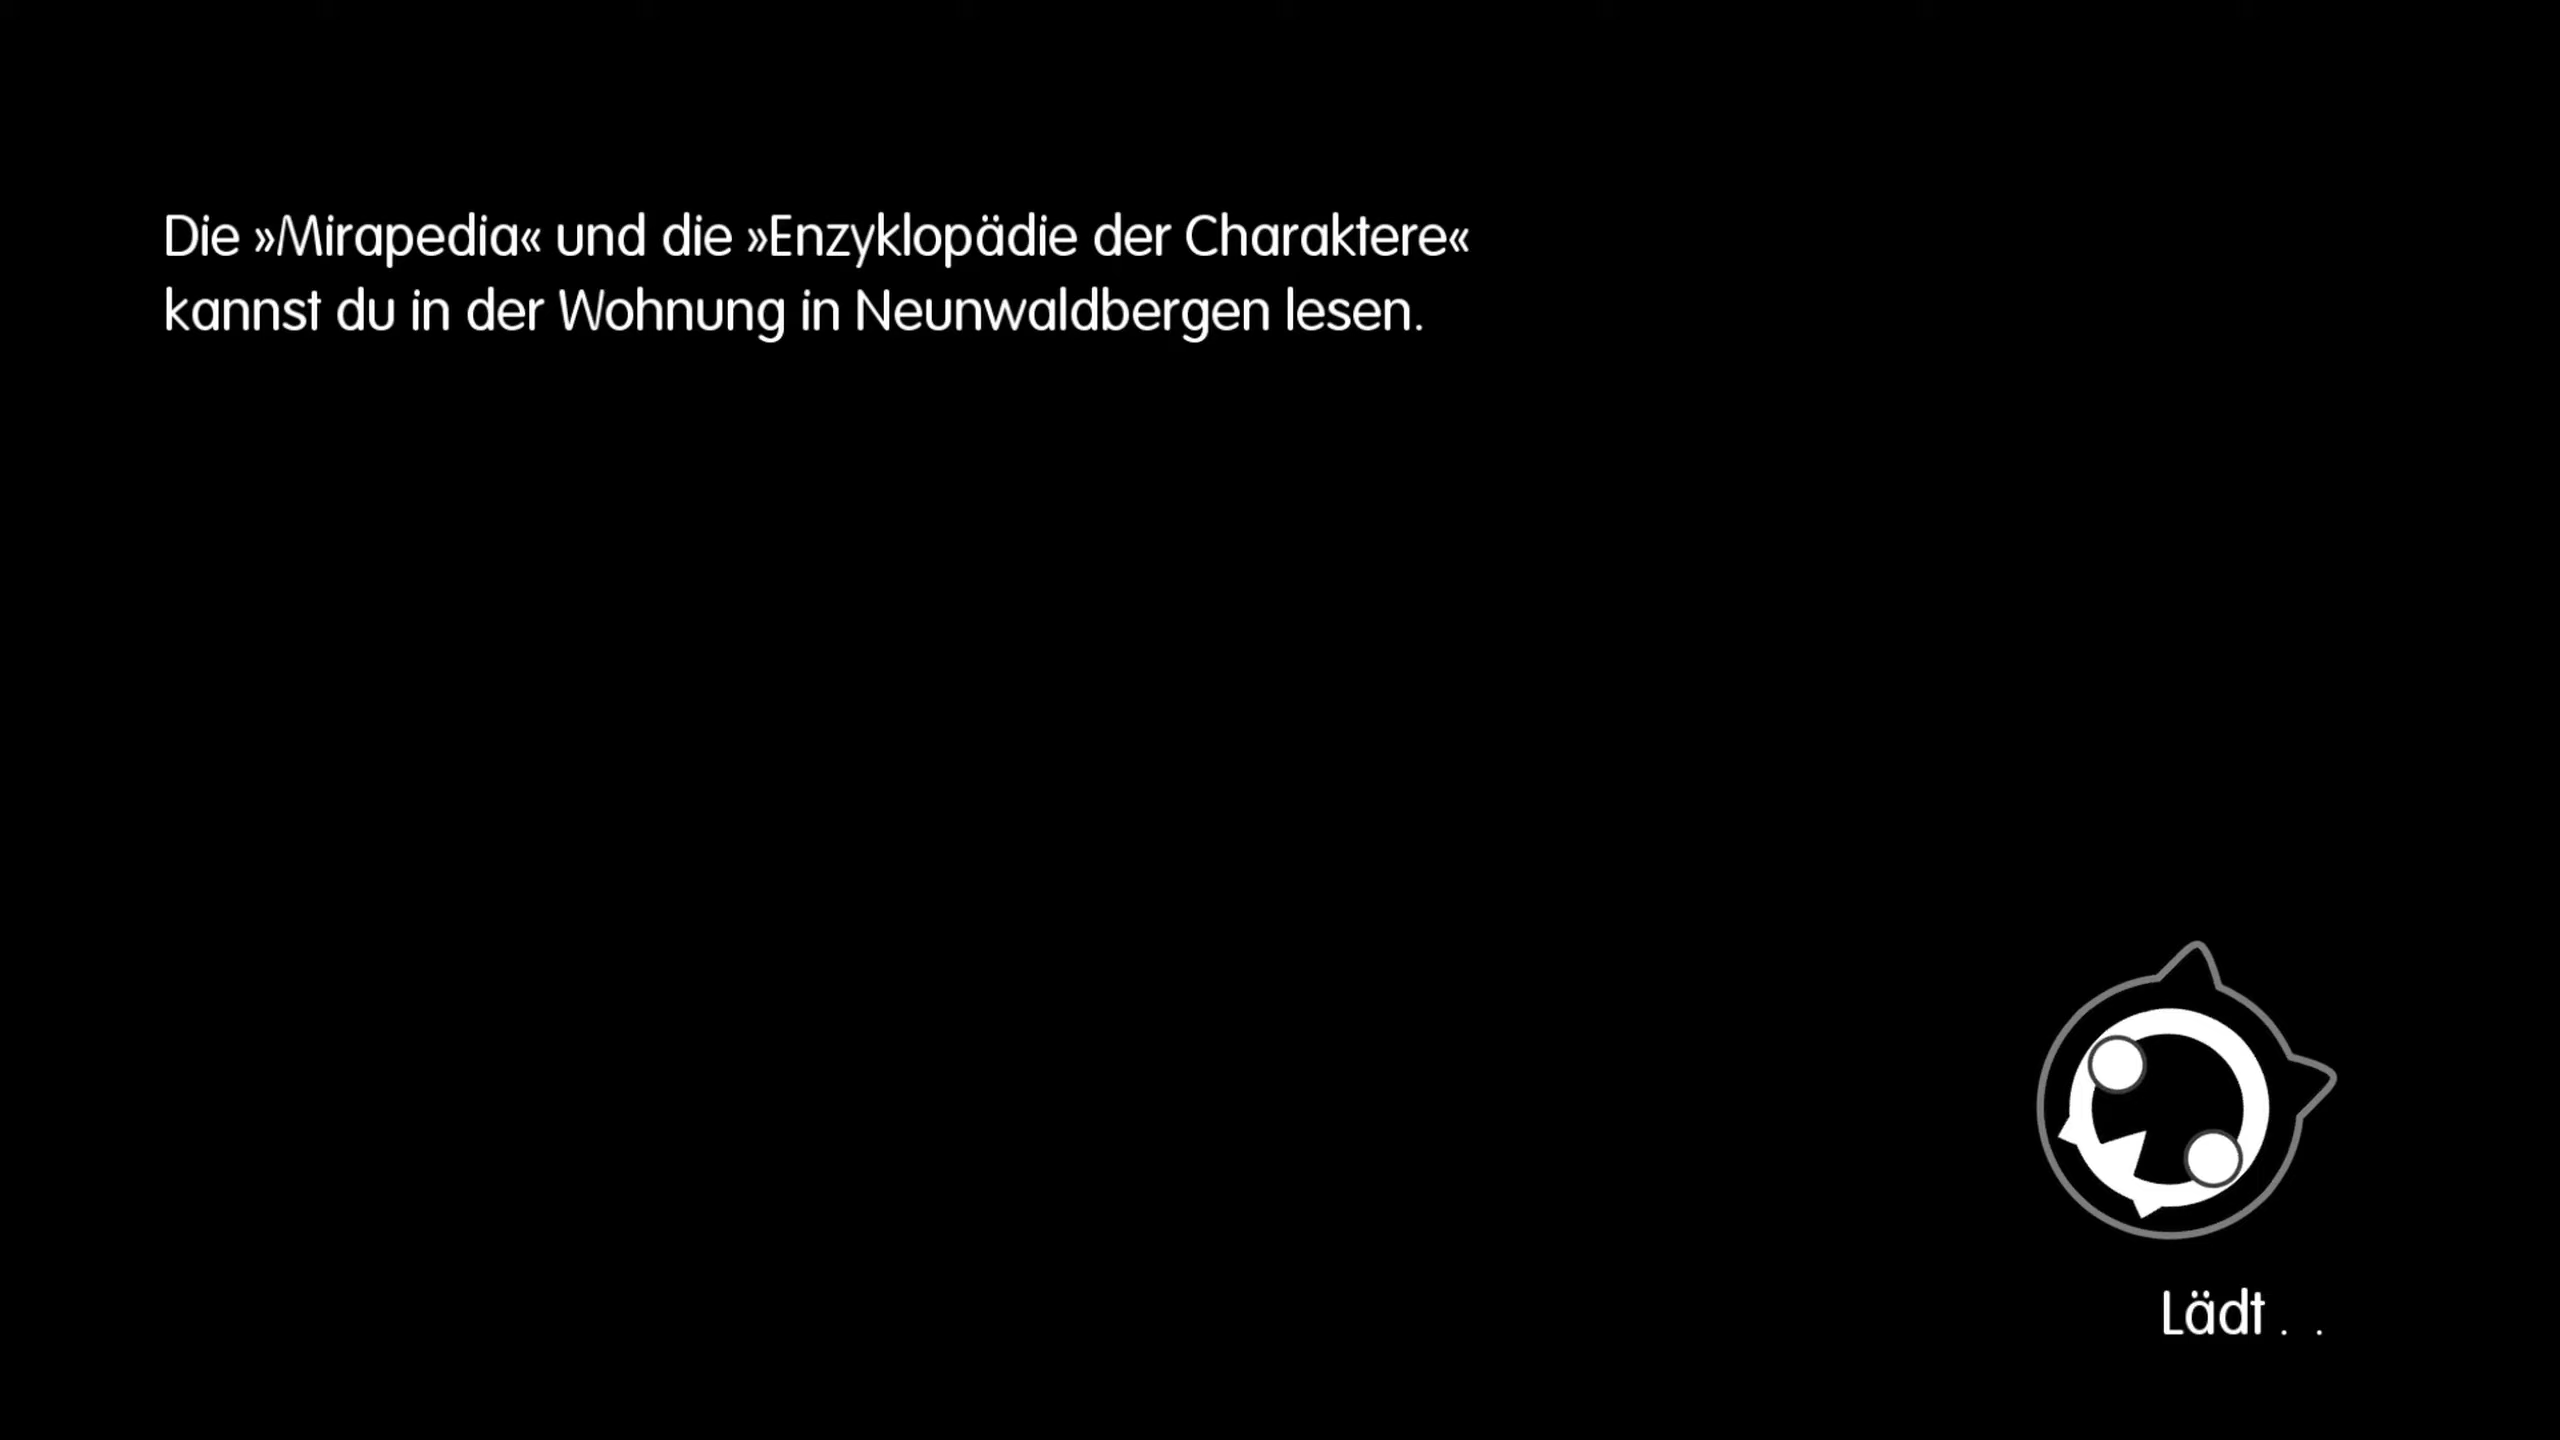 Die »Mirapedia« und die »Enzyklopädie der Charaktere«
kannst du in der Wohnung in Neunwaldbergen lesen.
Lädt . .